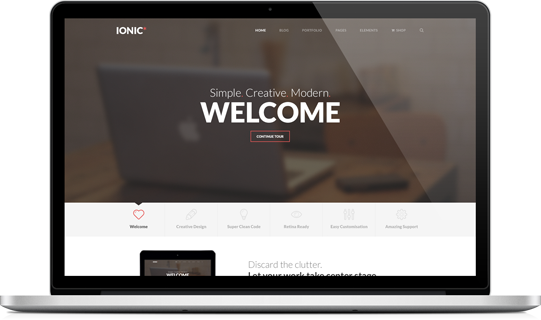 IONIC
HOME BLOG PORTFOLIO PAGES ELEMENTS SHOP
Simple. Creative. Modern.
WELCOME
CONTINUE TOUR
Welcome Creative Design Super Clean Code Retina Ready Easy Customization Amazing Support
WELCOME
Discard the clutter.
Let your work take center stage.